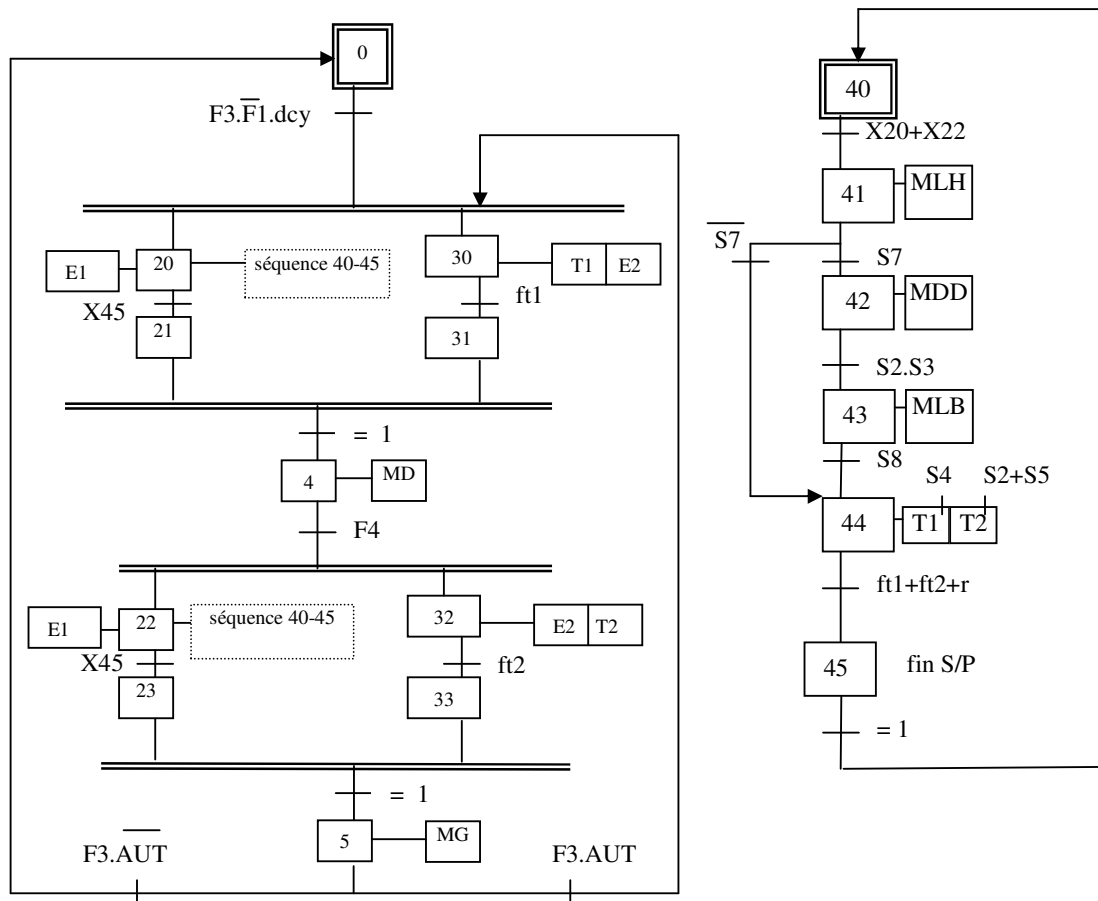 0
F3.F̅1.dcy
E1
20
séquence 40-45
30
T1 E2
X45
ft1
21
31
= 1
4
MD
F4
E1
22
séquence 40-45
32
E2 T2
X45
ft2
23
33
= 1
5
MG
F3.A̅U̅T̅
F3.AUT
40
X20+X22
41
MLH
S̅7̅
S7
42
MDD
S2.S3
43
MLB
S8
S4
S2+S5
44
T1 T2
ft1+ft2+r
45
fin S/P
= 1